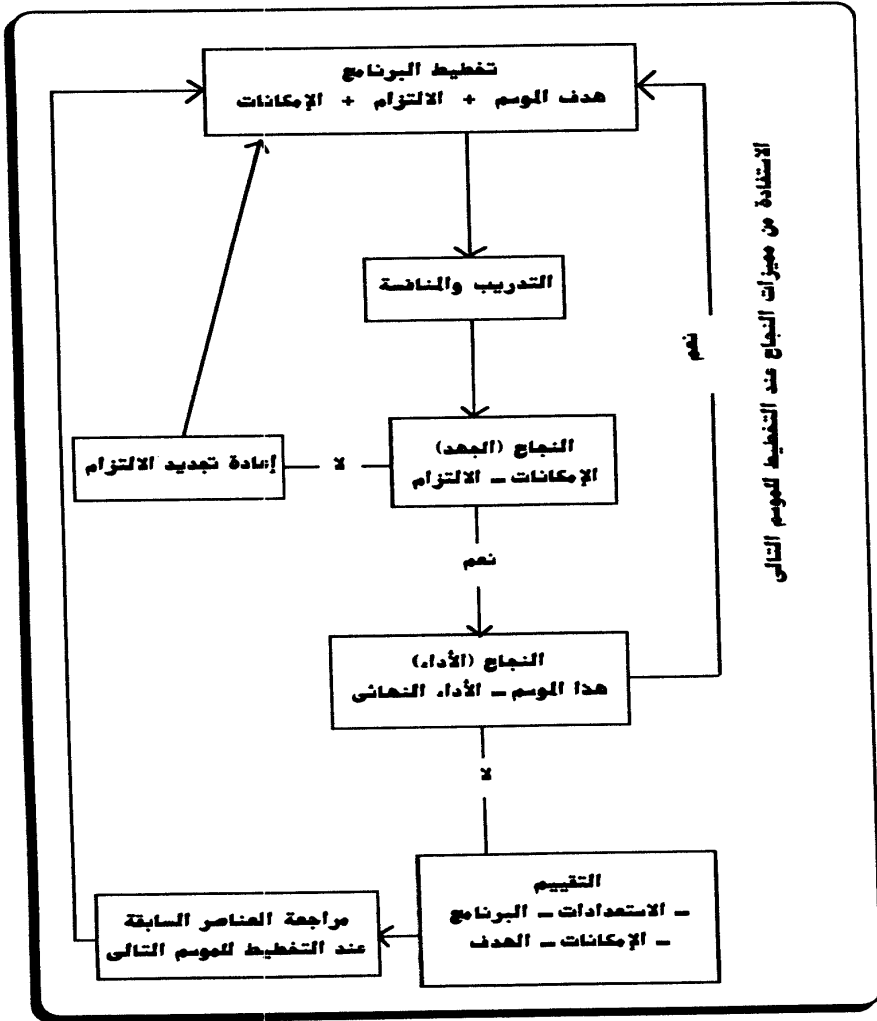 تخطيط البرنامج
هدف الموسم + الالتزام + الإمكانات
التدريب والمنافسة
النجاح (الجهد)
الإمكانات – الالتزام
لا
إعادة تجديد الالتزام
نعم
النجاح (الأداء)
هذا الموسم – الأداء النهائى
نعم
الاستفادة من مميزات النجاح عند التخطيط للموسم التالى
لا
التقييم
– الاستعدادات – البرنامج
– الإمكانات – الهدف
مراجعة العناصر السابقة
عند التخطيط للموسم التالى